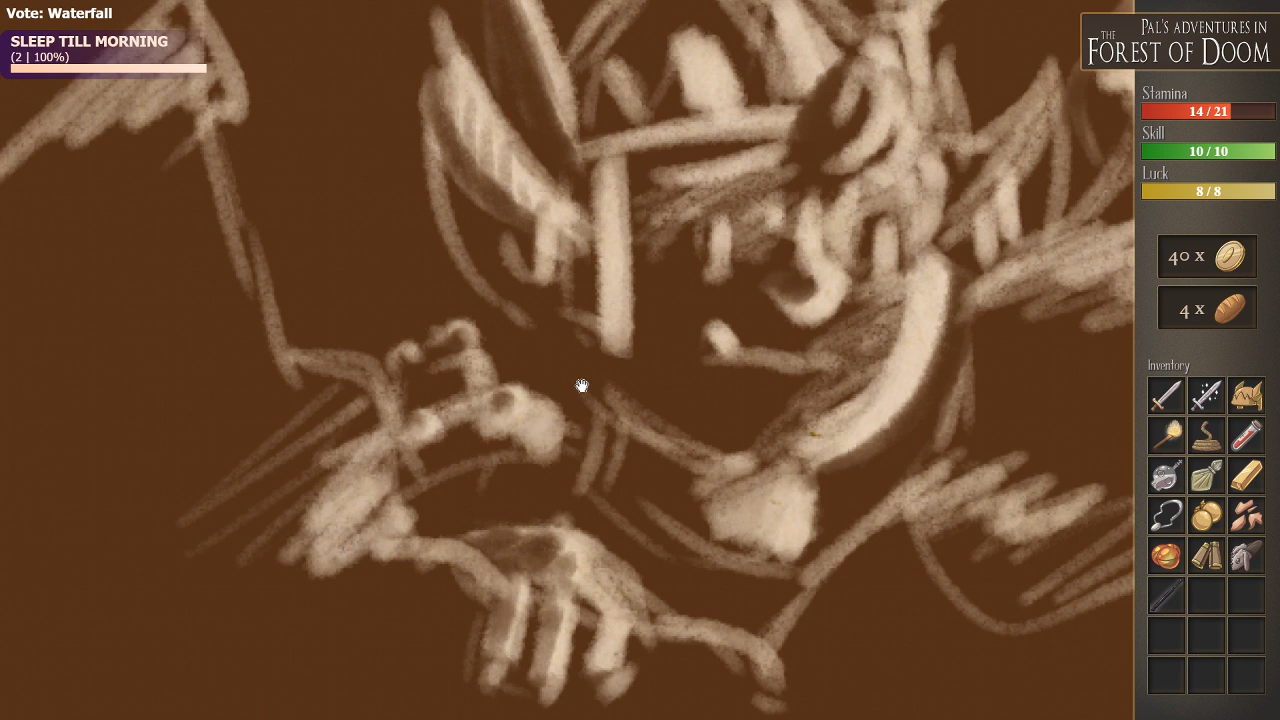 Vote: Waterfall
SLEEP TILL MORNING
(2 | 100%)
PAL'S ADVENTURES IN
THE
FOREST OF DOOM
Stamina
14 / 21
Skill
10 / 10
Luck
8 / 8
40 x
4 x
Inventory